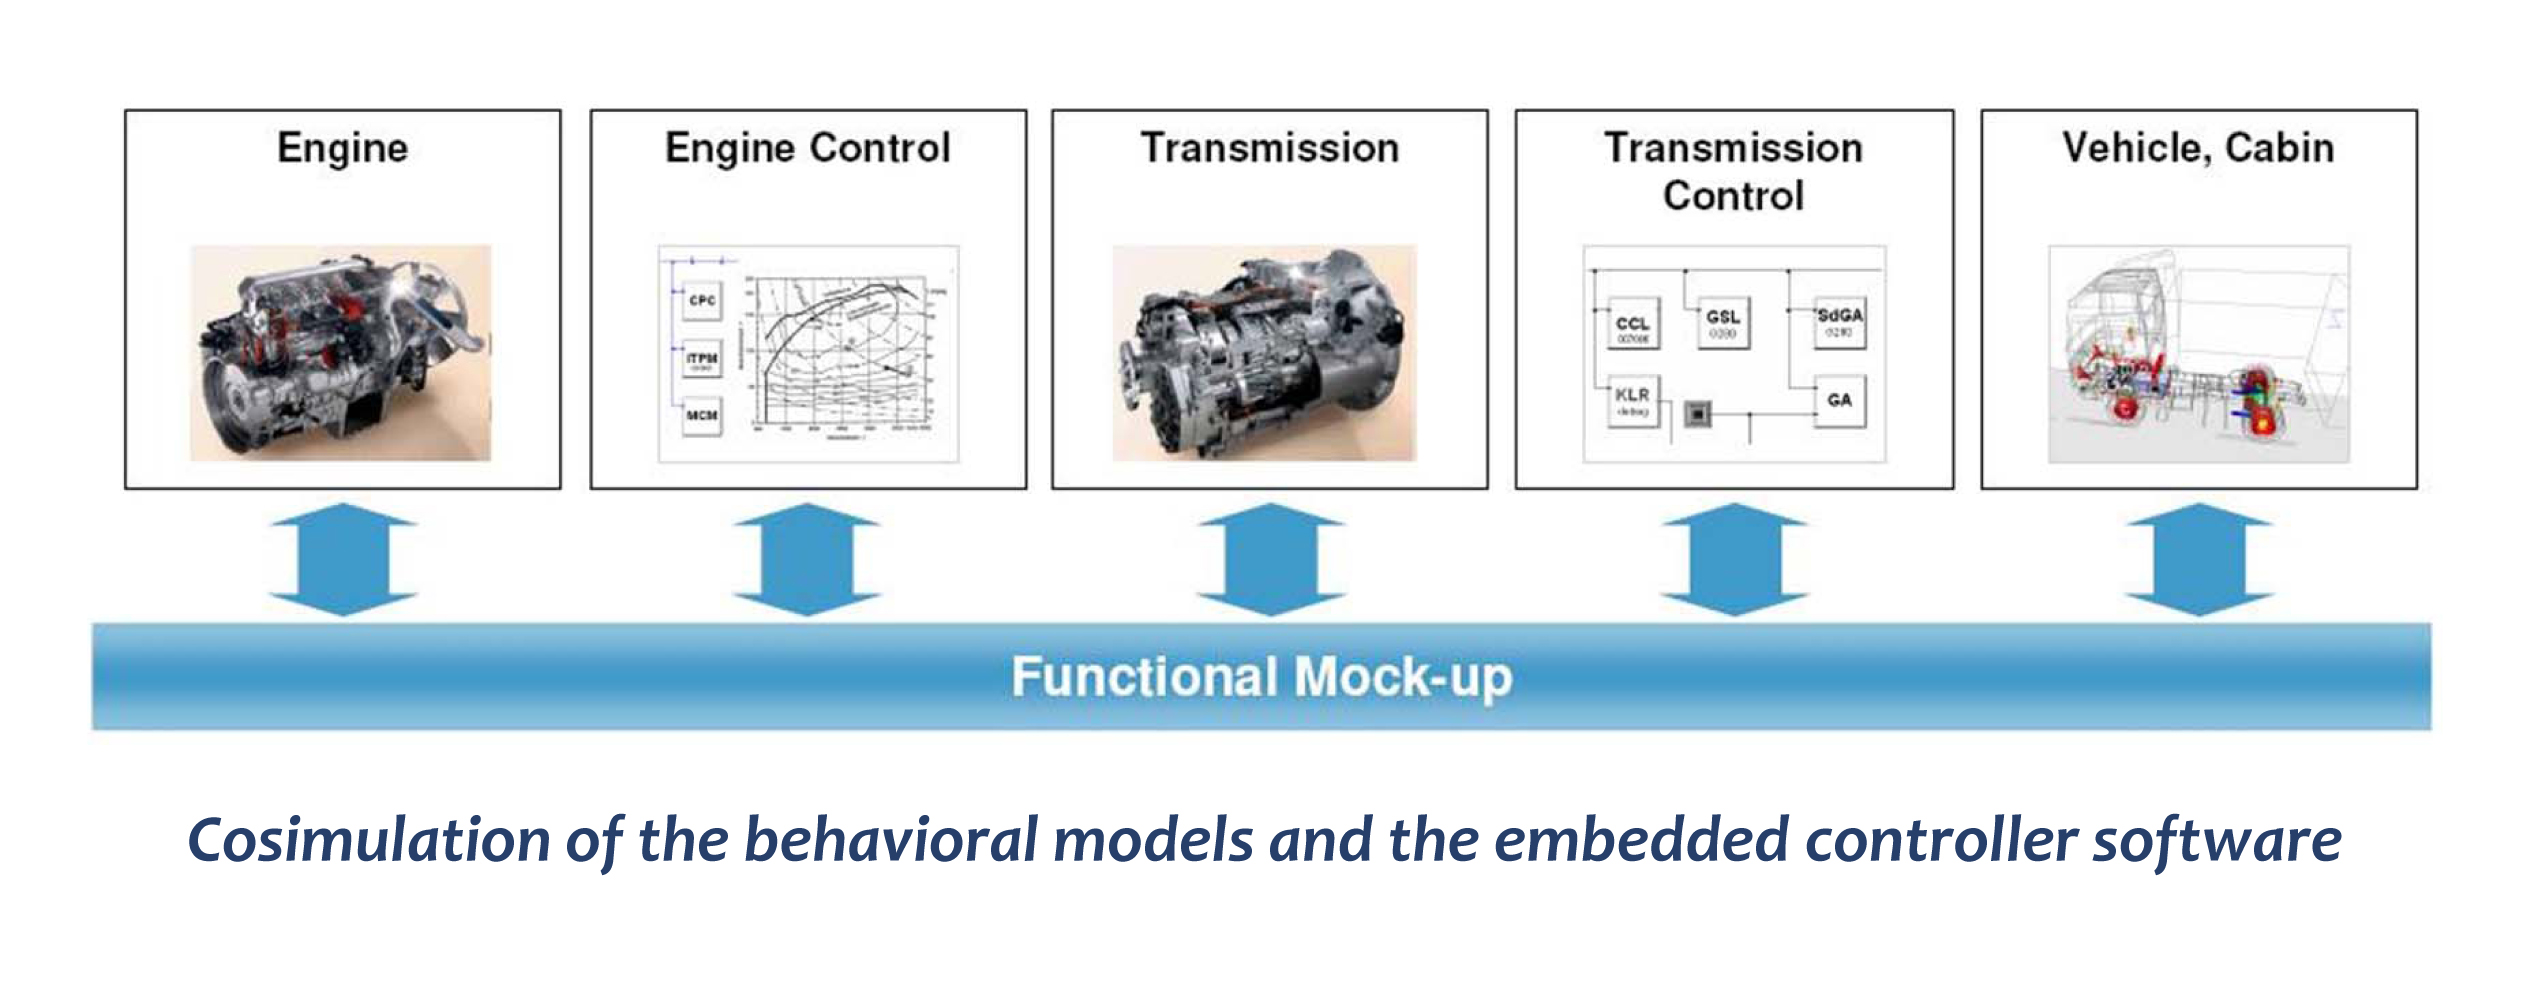 Engine
Engine Control
Transmission
Transmission
Control
Vehicle, Cabin
CPC
ITPM
MCM
CCL
GSL
SdGA
KLR
GA
Functional Mock-up
Cosimulation of the behavioral models and the embedded controller software